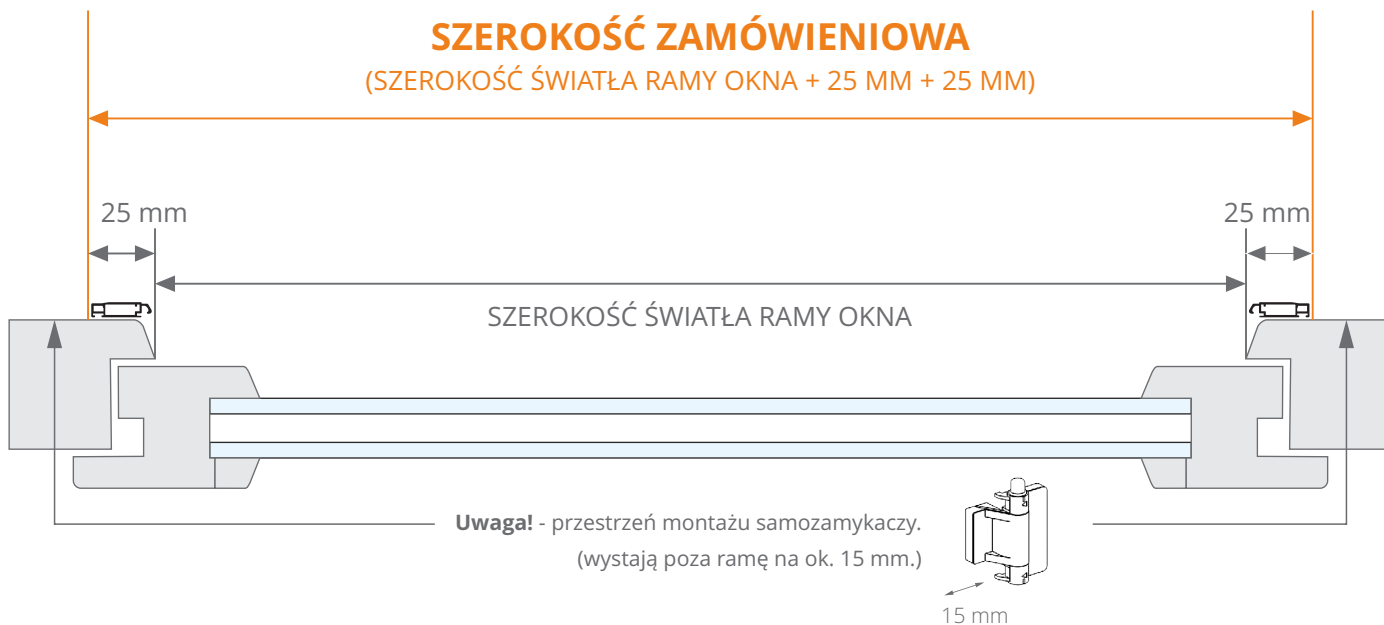 SZEROKOŚĆ ZAMÓWIENIOWA
(SZEROKOŚĆ ŚWIATŁA RAMY OKNA + 25 MM + 25 MM)
25 mm
25 mm
SZEROKOŚĆ ŚWIATŁA RAMY OKNA
Uwaga! - przestrzeń montażu samozamykaczy.
(wystają poza ramę na ok. 15 mm.)
15 mm